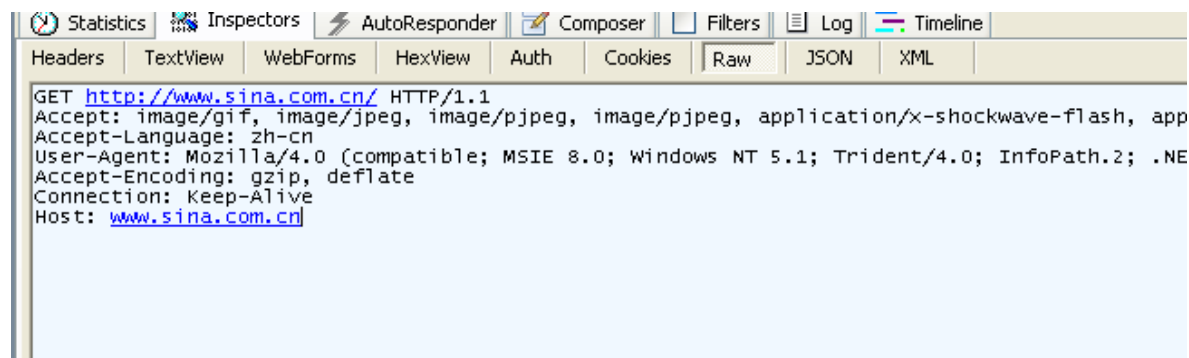 Statistics Inspectors AutoResponder Composer Filters Log Timeline
Headers TextView WebForms HexView Auth Cookies Raw JSON XML
GET http://www.sina.com.cn/ HTTP/1.1
Accept: image/gif, image/jpeg, image/pjpeg, image/pjpeg, application/x-shockwave-flash, app
Accept-Language: zh-cn
User-Agent: Mozilla/4.0 (compatible; MSIE 8.0; Windows NT 5.1; Trident/4.0; InfoPath.2; .NE
Accept-Encoding: gzip, deflate
Connection: Keep-Alive
Host: www.sina.com.cn